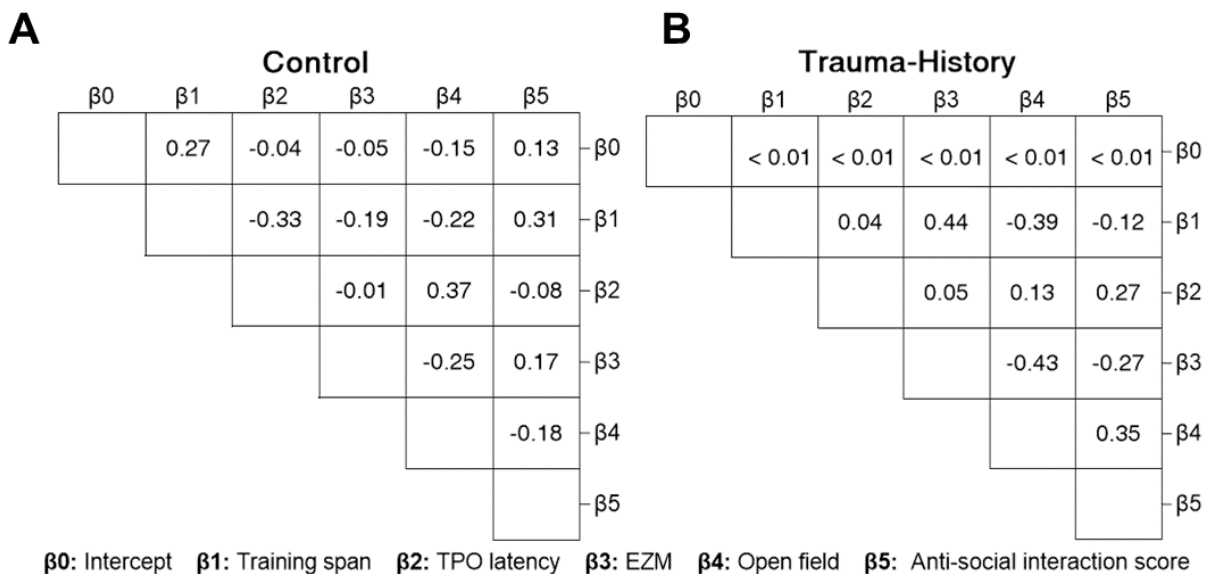 A
Control
β0 β1 β2 β3 β4 β5
0.27 -0.04 -0.05 -0.15 0.13 β0
-0.33 -0.19 -0.22 0.31 β1
-0.01 0.37 -0.08 β2
-0.25 0.17 β3
-0.18 β4
β5
B
Trauma-History
β0 β1 β2 β3 β4 β5
< 0.01 < 0.01 < 0.01 < 0.01 < 0.01 β0
0.04 0.44 -0.39 -0.12 β1
0.05 0.13 0.27 β2
-0.43 -0.27 β3
0.35 β4
β5
β0: Intercept β1: Training span β2: TPO latency β3: EZM β4: Open field β5: Anti-social interaction score